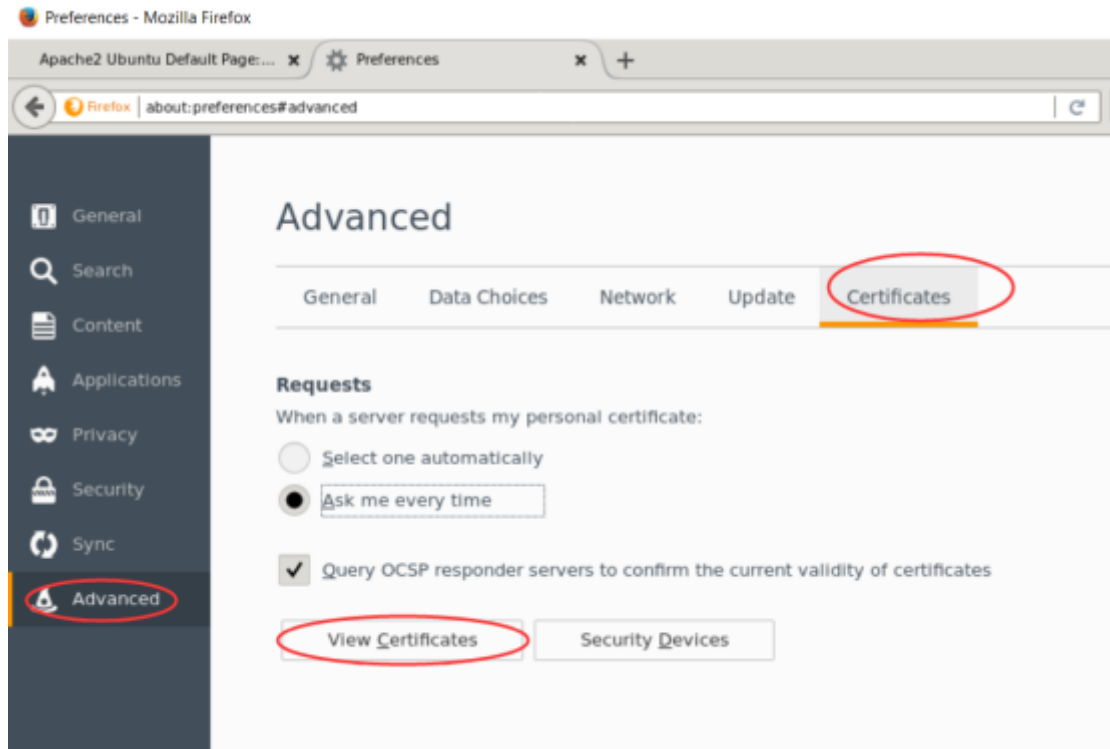 Preferences - Mozilla Firefox
Apache2 Ubuntu Default Page:... Preferences
Firefox about:preferences#advanced
General
Search
Content
Applications
Privacy
Security
Sync
Advanced
Advanced
General Data Choices Network Update Certificates
Requests
When a server requests my personal certificate:
Select one automatically
Ask me every time
Query OCSP responder servers to confirm the current validity of certificates
View Certificates Security Devices